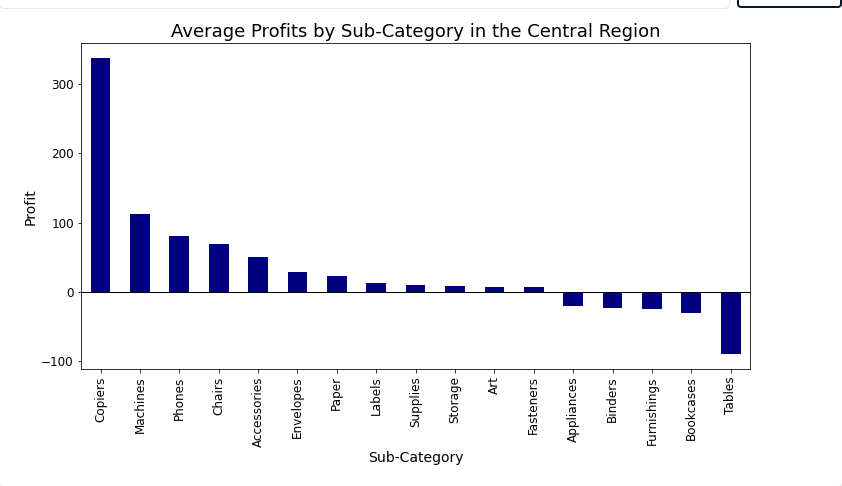 Average Profits by Sub-Category in the Central Region
300
200
100
0
−100
Profit
Copiers
Machines
Phones
Chairs
Accessories
Envelopes
Paper
Labels
Supplies
Storage
Art
Fasteners
Appliances
Binders
Furnishings
Bookcases
Tables
Sub-Category